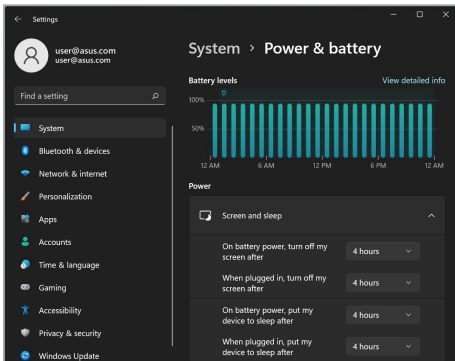 Settings
user@asus.com
user@asus.com
Find a setting
System
Bluetooth & devices
Network & internet
Personalization
Apps
Accounts
Time & language
Gaming
Accessibility
Privacy & security
Windows Update
System > Power & battery
Battery levels
View detailed info
100%
50%
12 AM
6 AM
12 PM
6 PM
12 AM
Power
Screen and sleep
On battery power, turn off my
screen after
4 hours
When plugged in, turn off my
screen after
4 hours
On battery power, put my
device to sleep after
4 hours
When plugged in, put my
device to sleep after
4 hours